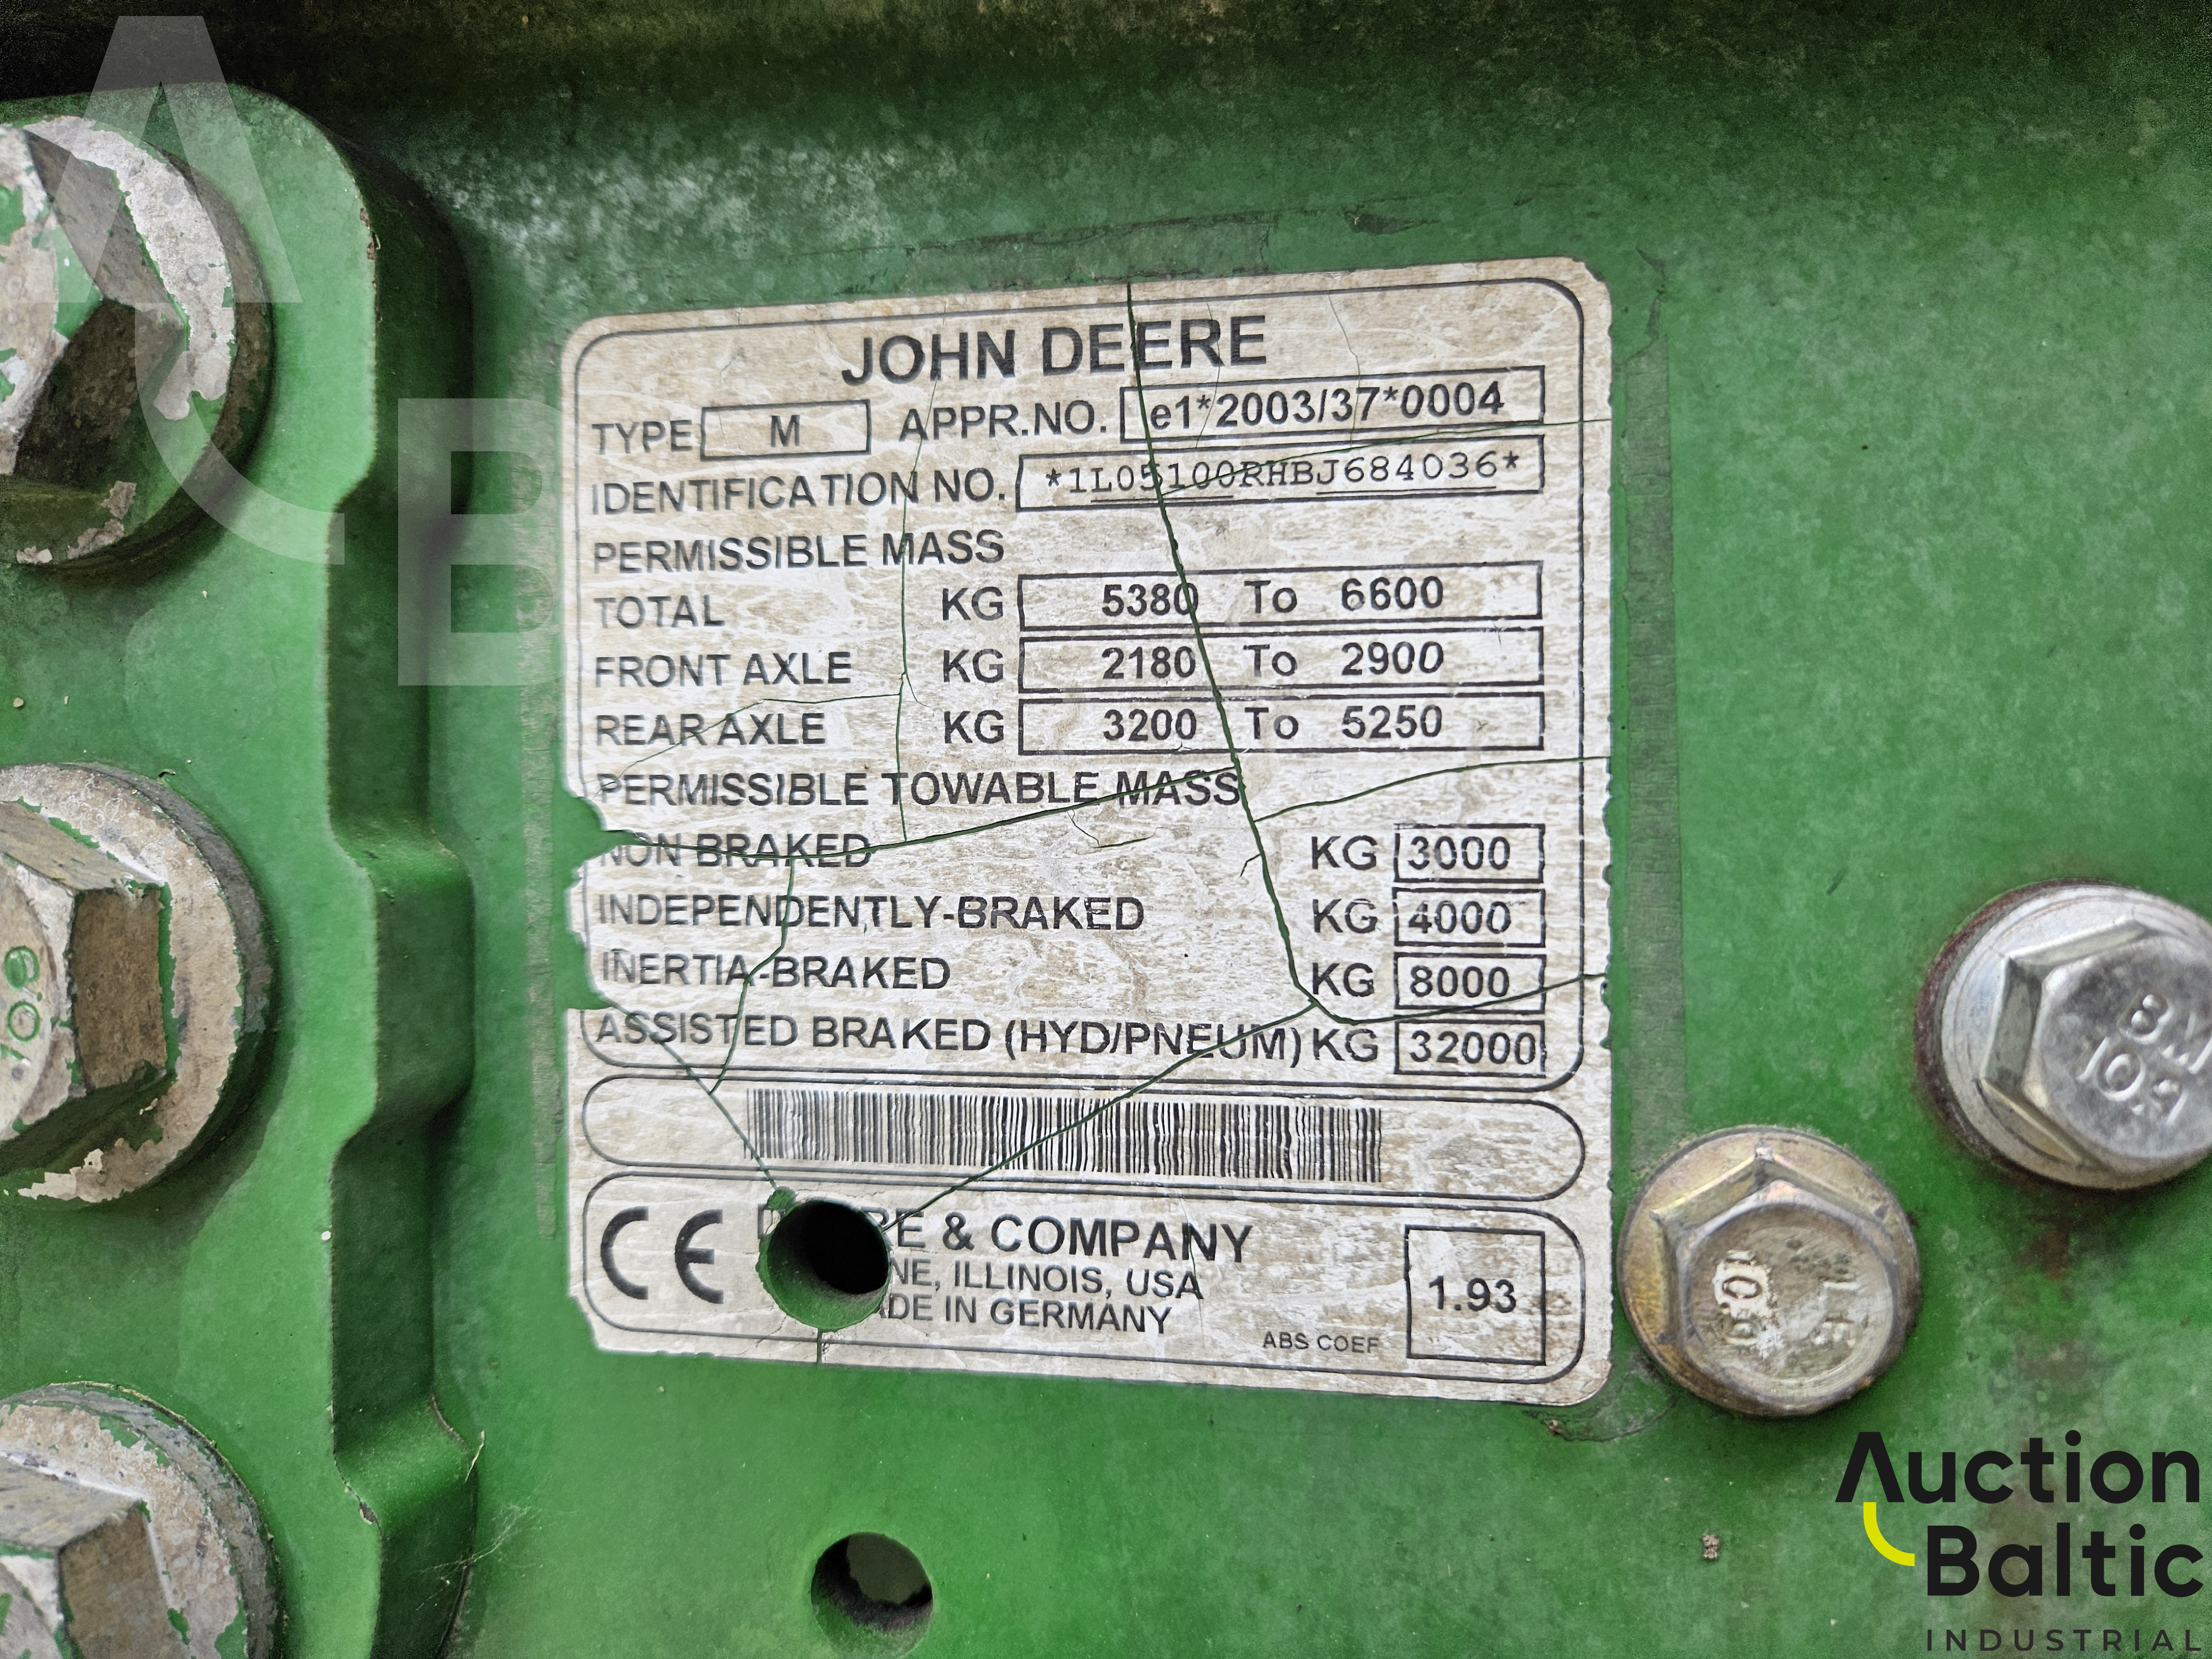 JOHN DEERE
TYPE M APPR.NO. e1*2003/37*0004
IDENTIFICATION NO. *1L05100RHBJ684036*
PERMISSIBLE MASS
TOTAL KG 5380 To 6600
FRONT AXLE KG 2180 To 2900
REAR AXLE KG 3200 To 5250
PERMISSIBLE TOWABLE MASS
NON BRAKED KG 3000
INDEPENDENTLY-BRAKED KG 4000
INERTIA-BRAKED KG 8000
ASSISTED BRAKED (HYD/PNEUM) KG 32000
CE
& COMPANY
ILLINOIS, USA
IN GERMANY
ABS COEF 1.93
10.9
10.9
ACB
Auction
Baltic
INDUSTRIAL